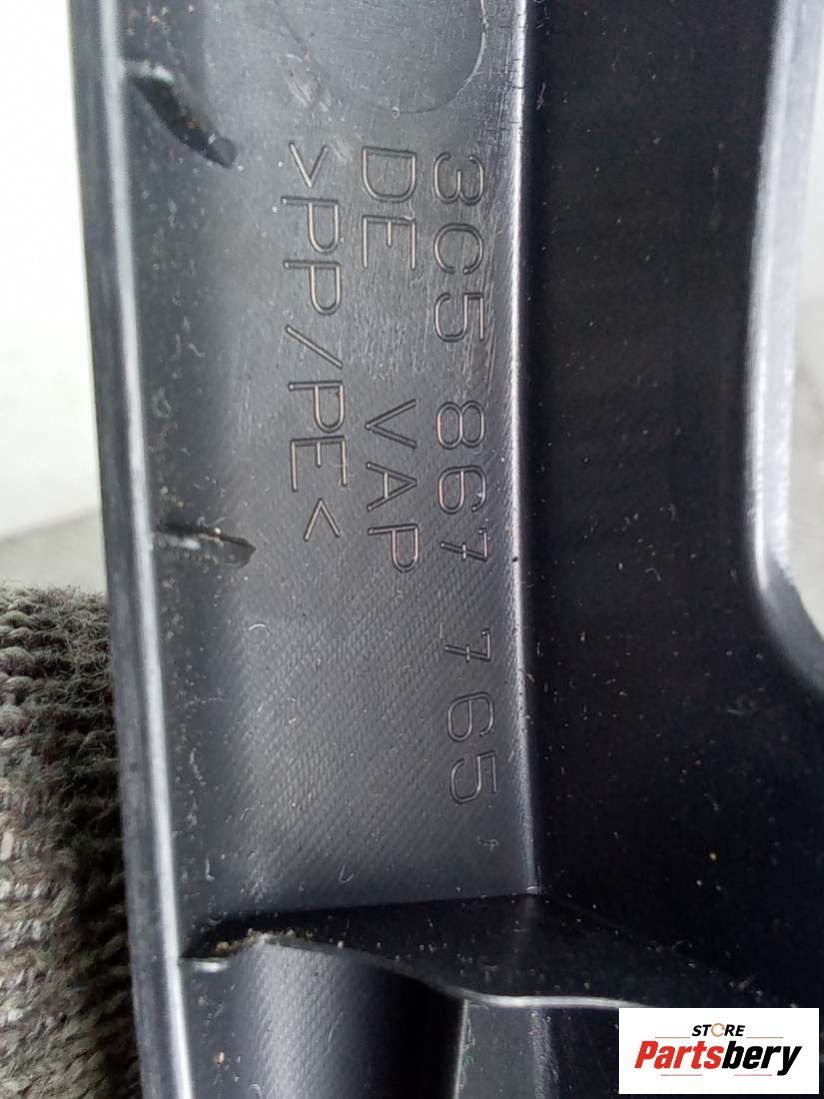 3C5 867 765
DE VAP
>PP/PE<
STORE
Partsbery